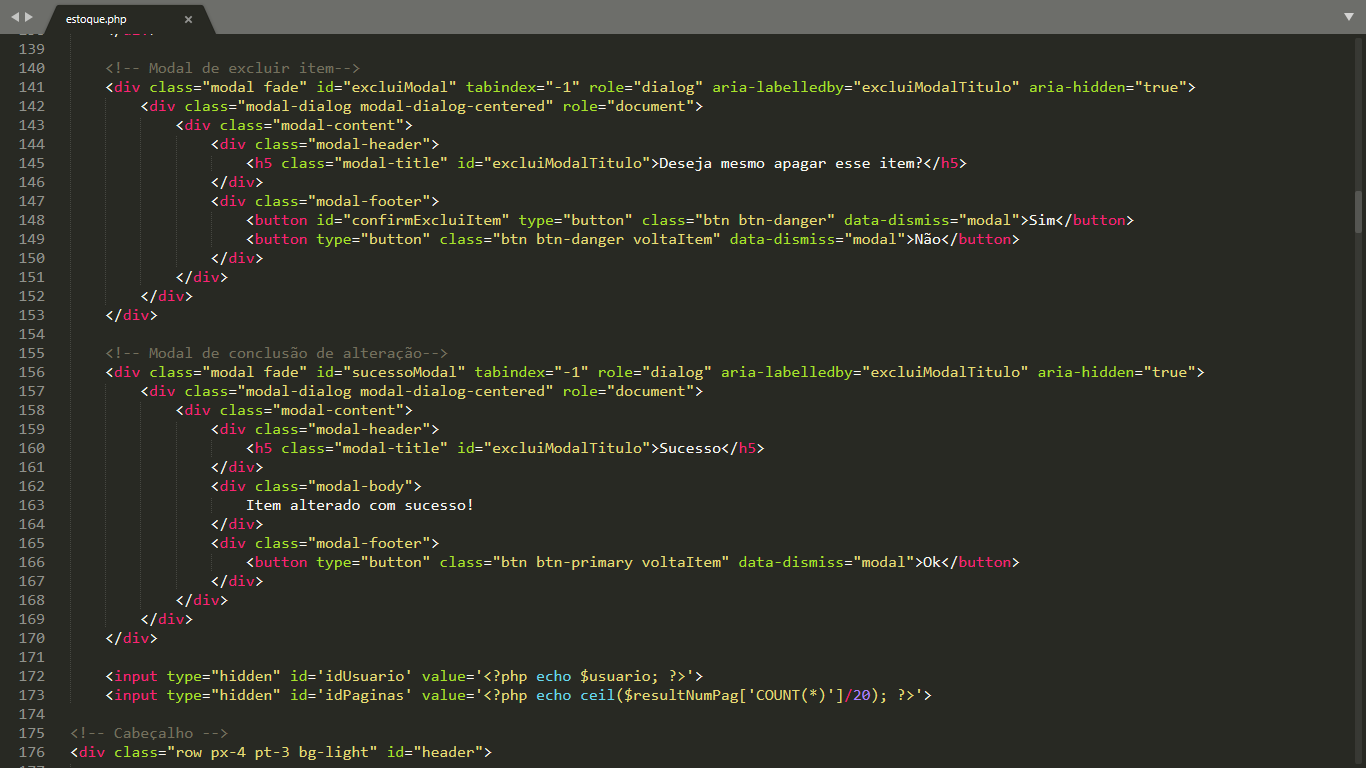 estoque.php
139
140 <!-- Modal de excluir item-->
141 <div class="modal fade" id="excluiModal" tabindex="-1" role="dialog" aria-labelledby="excluiModalTitulo" aria-hidden="true">
142 <div class="modal-dialog modal-dialog-centered" role="document">
143 <div class="modal-content">
144 <div class="modal-header">
145 <h5 class="modal-title" id="excluiModalTitulo">Deseja mesmo apagar esse item?</h5>
146 </div>
147 <div class="modal-footer">
148 <button id="confirmExcluiItem" type="button" class="btn btn-danger" data-dismiss="modal">Sim</button>
149 <button type="button" class="btn btn-danger voltaItem" data-dismiss="modal">Não</button>
150 </div>
151 </div>
152 </div>
153 </div>
154
155 <!-- Modal de conclusão de alteração-->
156 <div class="modal fade" id="sucessoModal" tabindex="-1" role="dialog" aria-labelledby="excluiModalTitulo" aria-hidden="true">
157 <div class="modal-dialog modal-dialog-centered" role="document">
158 <div class="modal-content">
159 <div class="modal-header">
160 <h5 class="modal-title" id="excluiModalTitulo">Sucesso</h5>
161 </div>
162 <div class="modal-body">
163 Item alterado com sucesso!
164 </div>
165 <div class="modal-footer">
166 <button type="button" class="btn btn-primary voltaItem" data-dismiss="modal">Ok</button>
167 </div>
168 </div>
169 </div>
170 </div>
171
172 <input type="hidden" id='idUsuario' value='<?php echo $usuario; ?>'>
173 <input type="hidden" id='idPaginas' value='<?php echo ceil($resultNumPag['COUNT(*)']/20); ?>'>
174
175 <!-- Cabeçalho -->
176 <div class="row px-4 pt-3 bg-light" id="header">